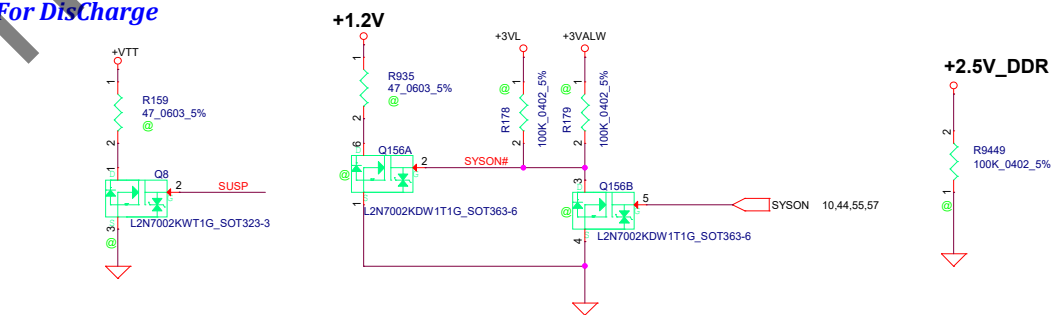 For DisCharge
+VTT
1
R159
47_0603_5%
@
2
1
Q8
2
SUSP
L2N7002KWT1G_SOT323-3
3
@
+1.2V
1
R935
47_0603_5%
@
2
6
Q156A
2
SYSON#
@
1
L2N7002KDW1T1G_SOT363-6
+3VL
1
@
R178
100K_0402_5%
2
+3VALW
1
@
R179
100K_0402_5%
2
3
Q156B
5
SYSON 10,44,55,57
@
4
L2N7002KDW1T1G_SOT363-6
+2.5V_DDR
2
R9449
100K_0402_5%
1
@